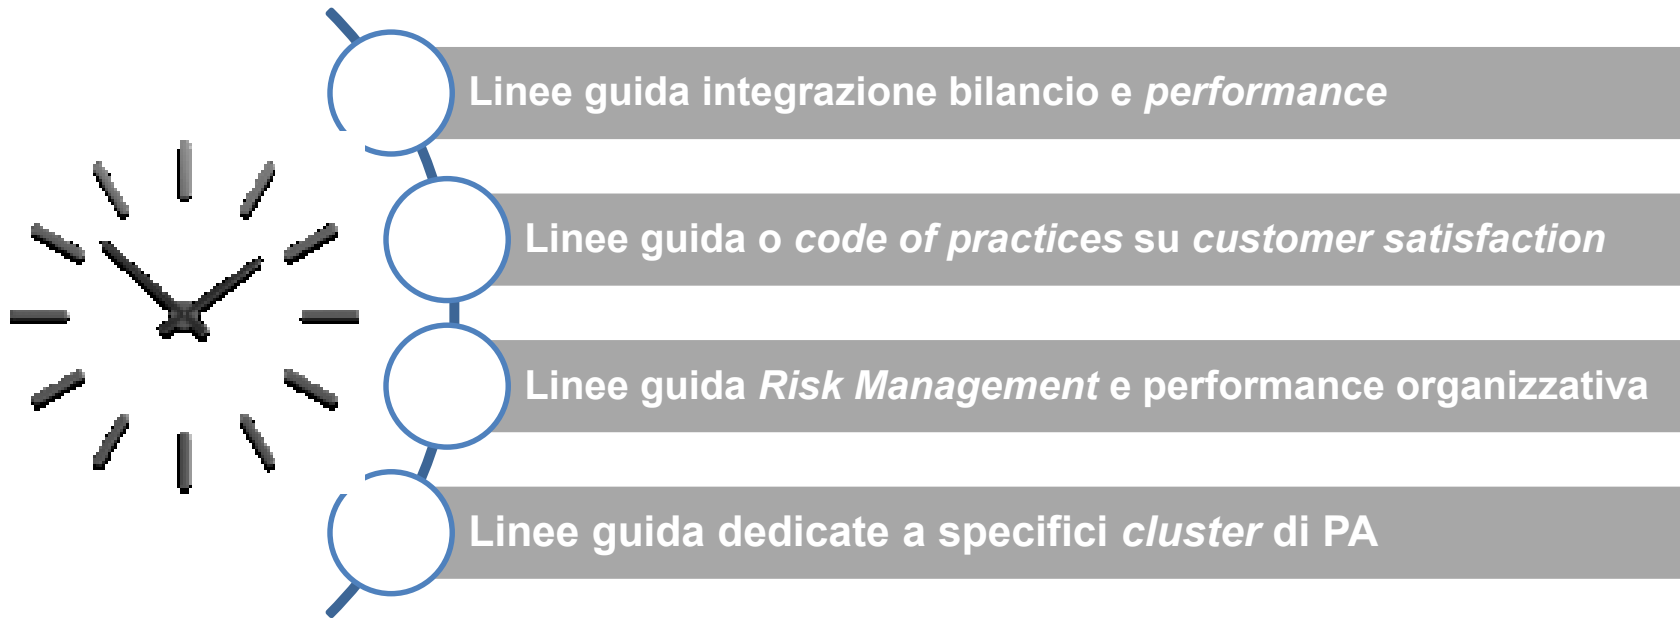 Linee guida integrazione bilancio e performance
Linee guida o code of practices su customer satisfaction
Linee guida Risk Management e performance organizzativa
Linee guida dedicate a specifici cluster di PA